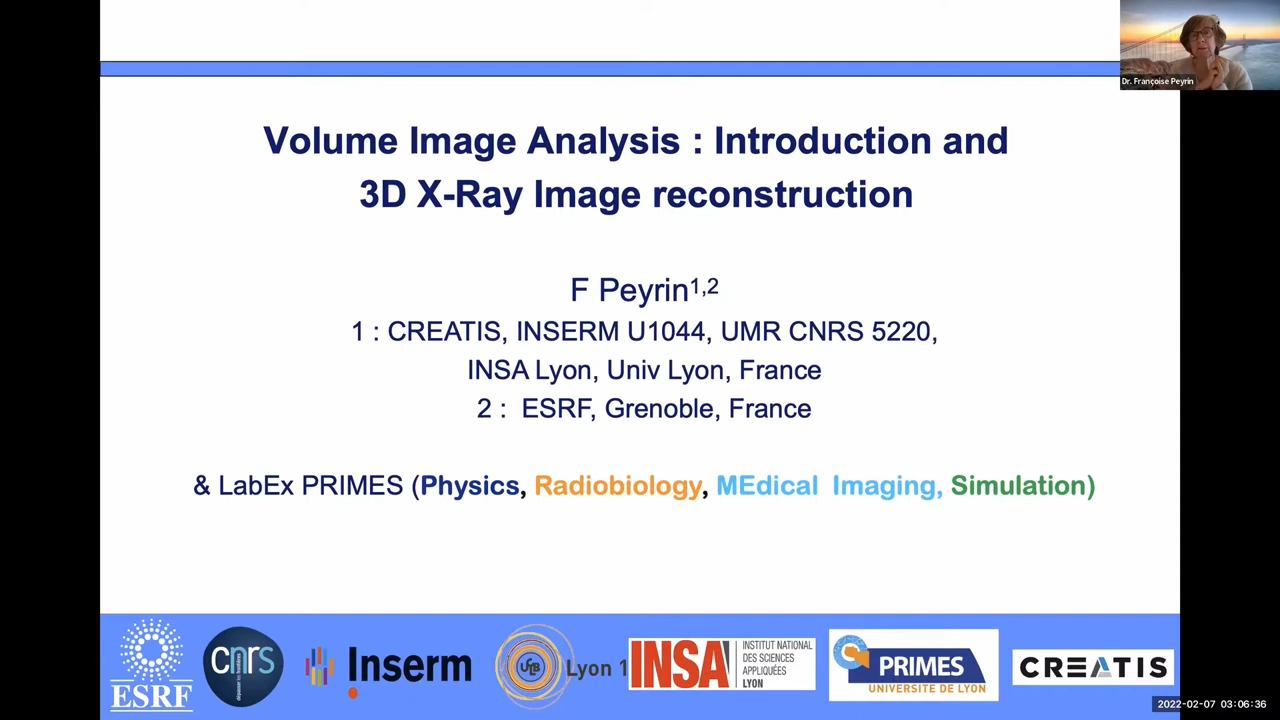 Dr. Françoise Peyrin
Volume Image Analysis : Introduction and
3D X-Ray Image reconstruction
F Peyrin1,2
1 : CREATIS, INSERM U1044, UMR CNRS 5220,
INSA Lyon, Univ Lyon, France
2 : ESRF, Grenoble, France
& LabEx PRIMES (Physics, Radiobiology, MEdical Imaging, Simulation)
ESRF
cnrs
Inserm
Lyon 1
INSA
INSTITUT NATIONAL
DES SCIENCES
APPLIQUÉES
LYON
PRIMES
UNIVERSITE DE LYON
CREATIS
2022-02-07 03:06:36